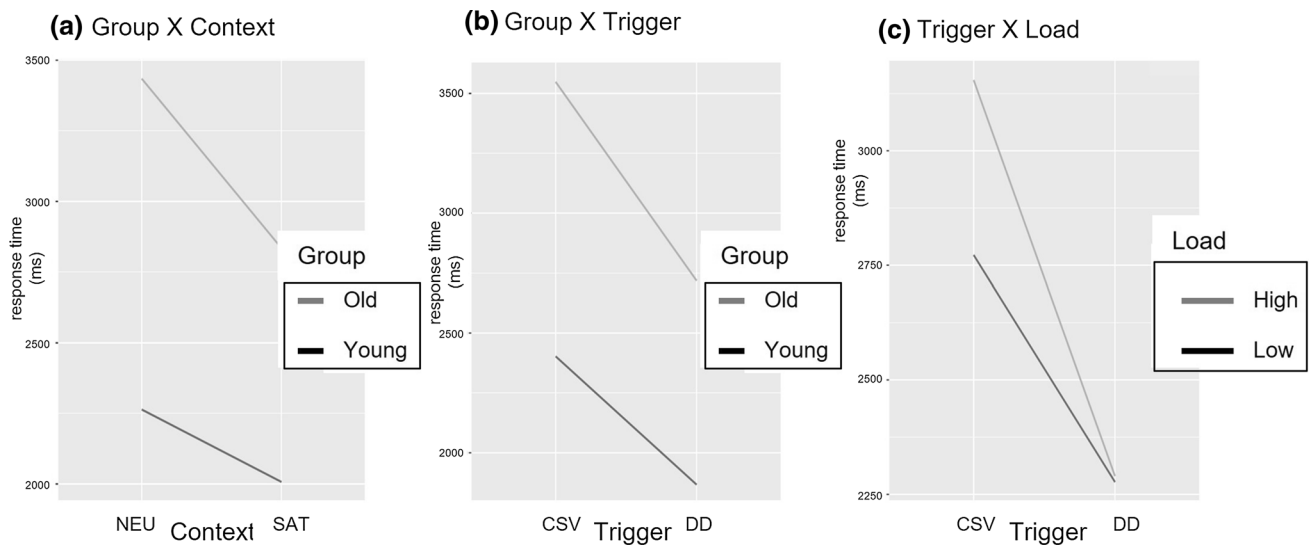 (a) Group X Context
3500
3000
2500
2000
response time
(ms)
NEU
SAT
Context
Group
Old
Young
(b) Group X Trigger
3500
3000
2500
2000
response time
(ms)
CSV
DD
Trigger
Group
Old
Young
(c) Trigger X Load
3000
2750
2500
2250
response time
(ms)
CSV
DD
Trigger
Load
High
Low